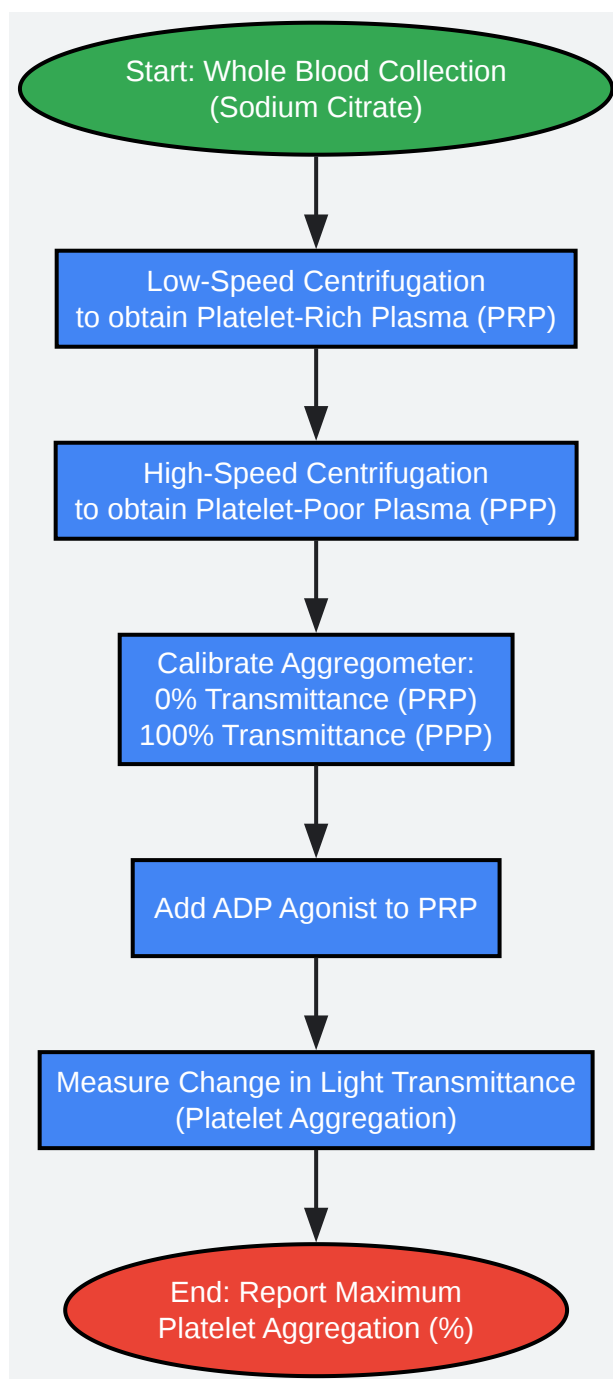 Start: Whole Blood Collection
(Sodium Citrate)
Low-Speed Centrifugation
to obtain Platelet-Rich Plasma (PRP)
High-Speed Centrifugation
to obtain Platelet-Poor Plasma (PPP)
Calibrate Aggregometer:
0% Transmittance (PRP)
100% Transmittance (PPP)
Add ADP Agonist to PRP
Measure Change in Light Transmittance
(Platelet Aggregation)
End: Report Maximum
Platelet Aggregation (%)